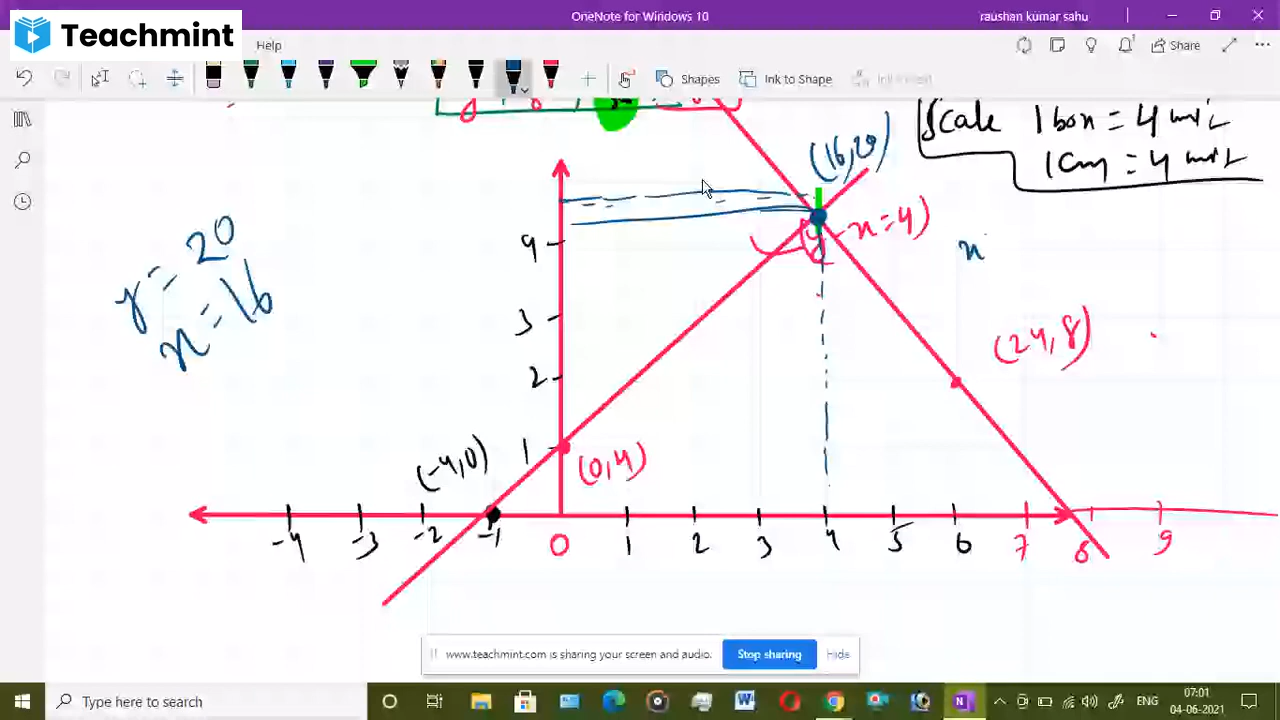 OneNote for Windows 10
raushan kumar sahu
Teachmint
Help
Share
Shapes
Ink to Shape
Ink to Text
Scale 1 box = 4 unit
1cm = 4 unit
(16,20)
y - x = 4)
y = 20
x = 16
x
4
3
2
1
(24,8)
(-4,0)
(0,4)
-4 -3 -2 -1 0 1 2 3 4 5 6 7 8 9
www.teachmint.com is sharing your screen and audio.
Stop sharing
Hide
Type here to search
ENG
07:01
04-06-2021